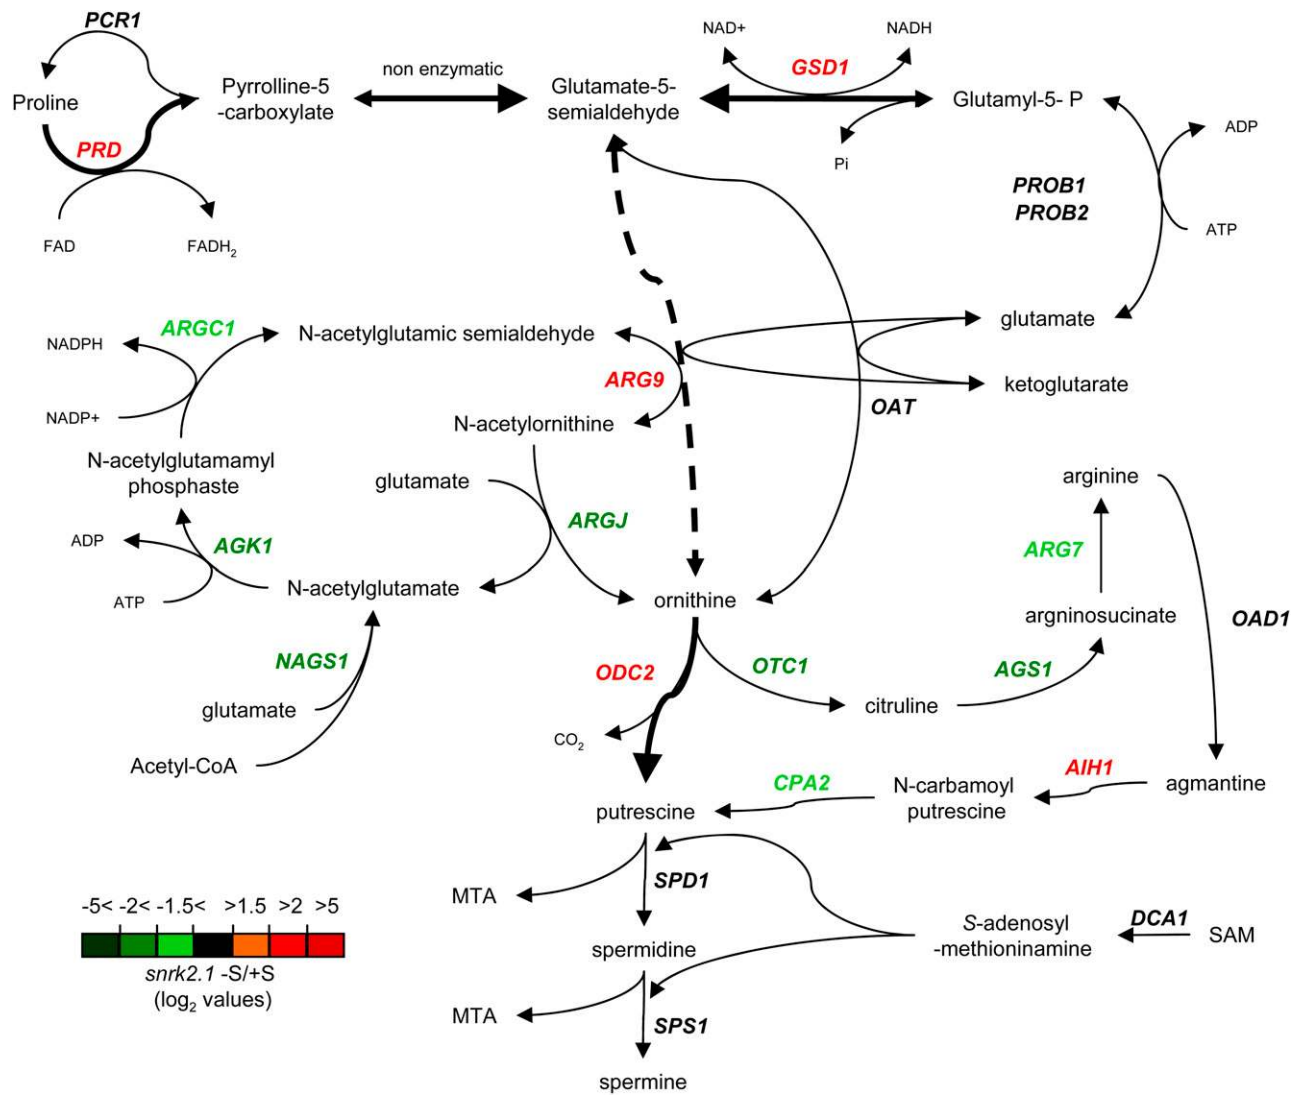 PCR1
NAD+
NADH
GSD1
non enzymatic
Proline
Pyrrolline-5
-carboxylate
Glutamate-5-
semialdehyde
Glutamyl-5- P
PRD
Pi
ADP
PROB1
PROB2
ATP
FAD
FADH2
ARGC1
NADPH
N-acetylglutamic semialdehyde
glutamate
ARG9
ketoglutarate
NADP+
OAT
N-acetylornithine
N-acetylglutamamyl
phosphaste
glutamate
arginine
ARGJ
ADP
AGK1
ARG7
N-acetylglutamate
ATP
ornithine
argninosucinate
OAD1
NAGS1
ODC2
OTC1
AGS1
glutamate
citruline
CO2
Acetyl-CoA
CPA2
N-carbamoyl
putrescine
AIH1
agmantine
putrescine
MTA
SPD1
-5< -2< -1.5< >1.5 >2 >5
snrk2.1 -S/+S
(log2 values)
spermidine
S-adenosyl
-methioninamine
DCA1
SAM
MTA
SPS1
spermine